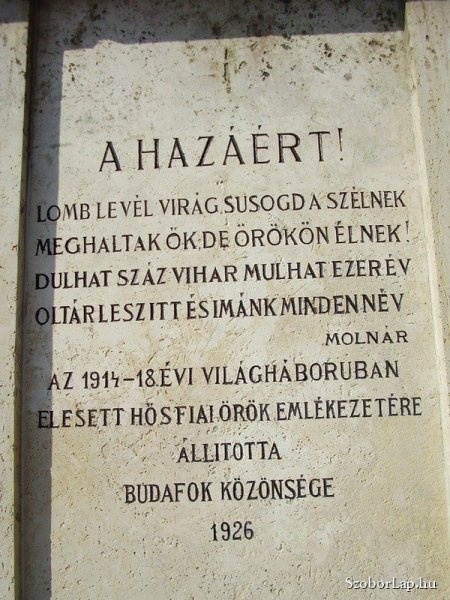 A HAZÁÉRT!
LOMB LEVÉL VIRÁG, SUSOGD A SZÉLNEK
MEGHALTAK ŐK, DE ÖRÖKÖN ÉLNEK!
DULHAT SZÁZ VIHAR MULHAT EZER ÉV
OLTÁR LESZ ITT ÉS IMÁNK MINDEN NÉV
MOLNÁR
AZ 1914-18. ÉVI VILÁGHÁBORUBAN
ELESETT HŐS FIAI ÖRÖK EMLÉKEZETÉRE
ÁLLITOTTA
BUDAFOK KÖZÖNSÉGE
1926
SzoborLap.hu